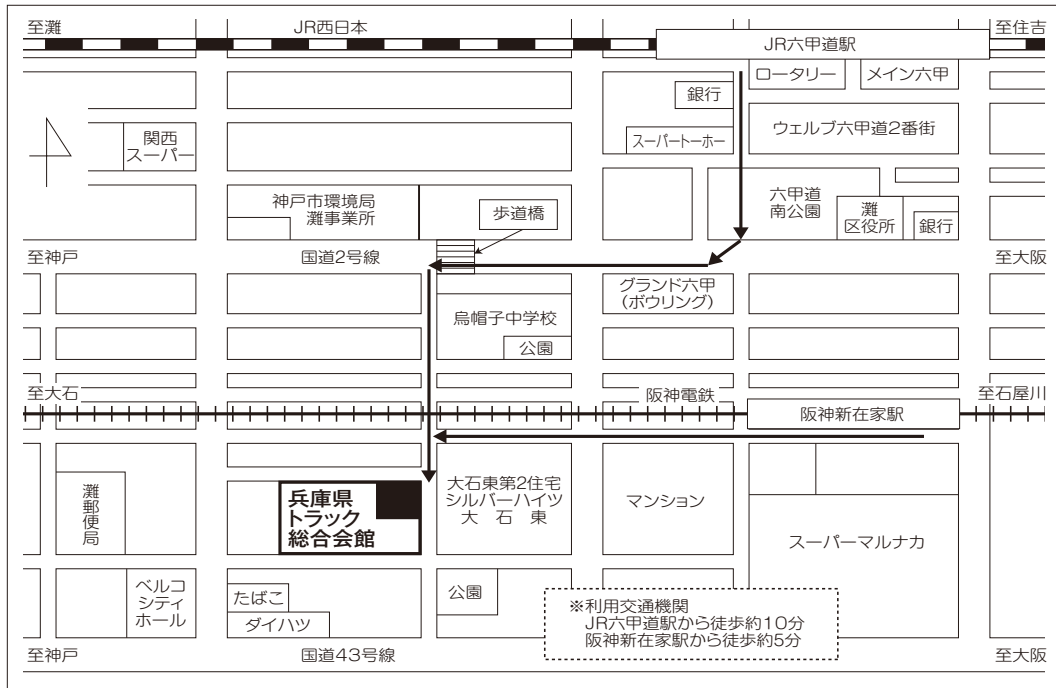 至灘
JR西日本
至住吉
JR六甲道駅
ロータリー
メイン六甲
銀行
関西
スーパー
スーパートーホー
ウェルブ六甲道2番街
神戸市環境局
灘事業所
歩道橋
六甲道
南公園
灘
区役所
銀行
至神戸
国道2号線
至大阪
グランド六甲
(ボウリング)
烏帽子中学校
公園
至大石
阪神電鉄
至石屋川
阪神新在家駅
灘郵便局
兵庫県
トラック
総合会館
大石東第2住宅
シルバーハイツ
大石東
マンション
スーパーマルナカ
ベルコ
シティ
ホール
たばこ
ダイハツ
公園
※利用交通機関
JR六甲道駅から徒歩約10分
阪神新在家駅から徒歩約5分
至神戸
国道43号線
至大阪